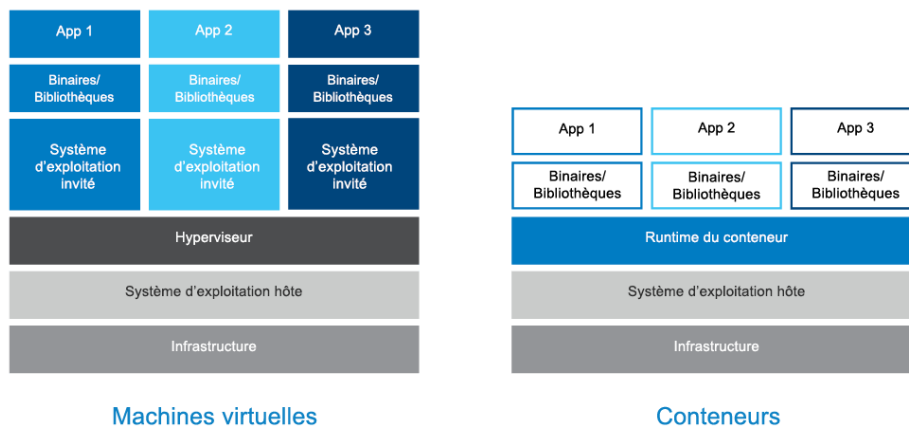 App 1
App 2
App 3
Binaires/
Bibliothèques
Binaires/
Bibliothèques
Binaires/
Bibliothèques
Système
d'exploitation
invité
Système
d'exploitation
invité
Système
d'exploitation
invité
Hyperviseur
Système d'exploitation hôte
Infrastructure
Machines virtuelles
App 1
App 2
App 3
Binaires/
Bibliothèques
Binaires/
Bibliothèques
Binaires/
Bibliothèques
Runtime du conteneur
Système d'exploitation hôte
Infrastructure
Conteneurs